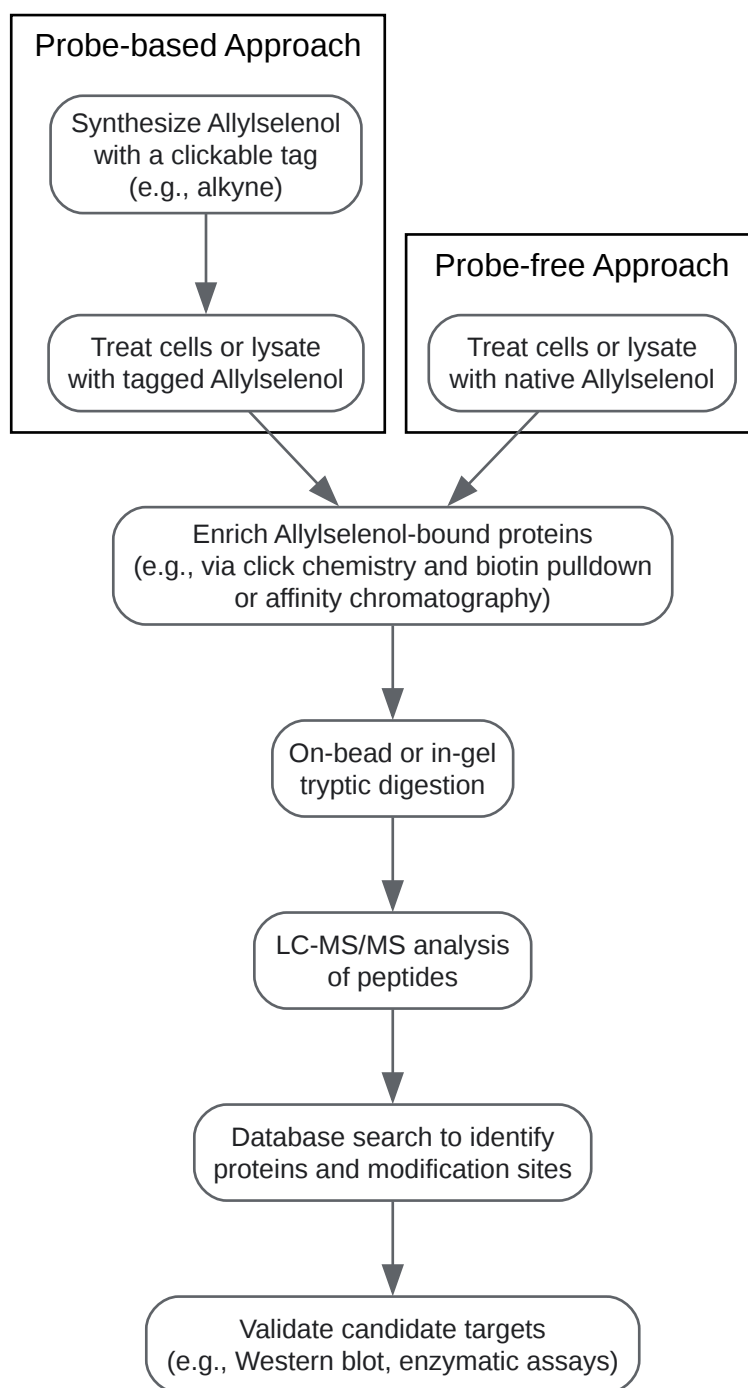 Probe-based Approach
Synthesize Allylselenol
with a clickable tag
(e.g., alkyne)
Treat cells or lysate
with tagged Allylselenol
Probe-free Approach
Treat cells or lysate
with native Allylselenol
Enrich Allylselenol-bound proteins
(e.g., via click chemistry and biotin pulldown
or affinity chromatography)
On-bead or in-gel
tryptic digestion
LC-MS/MS analysis
of peptides
Database search to identify
proteins and modification sites
Validate candidate targets
(e.g., Western blot, enzymatic assays)